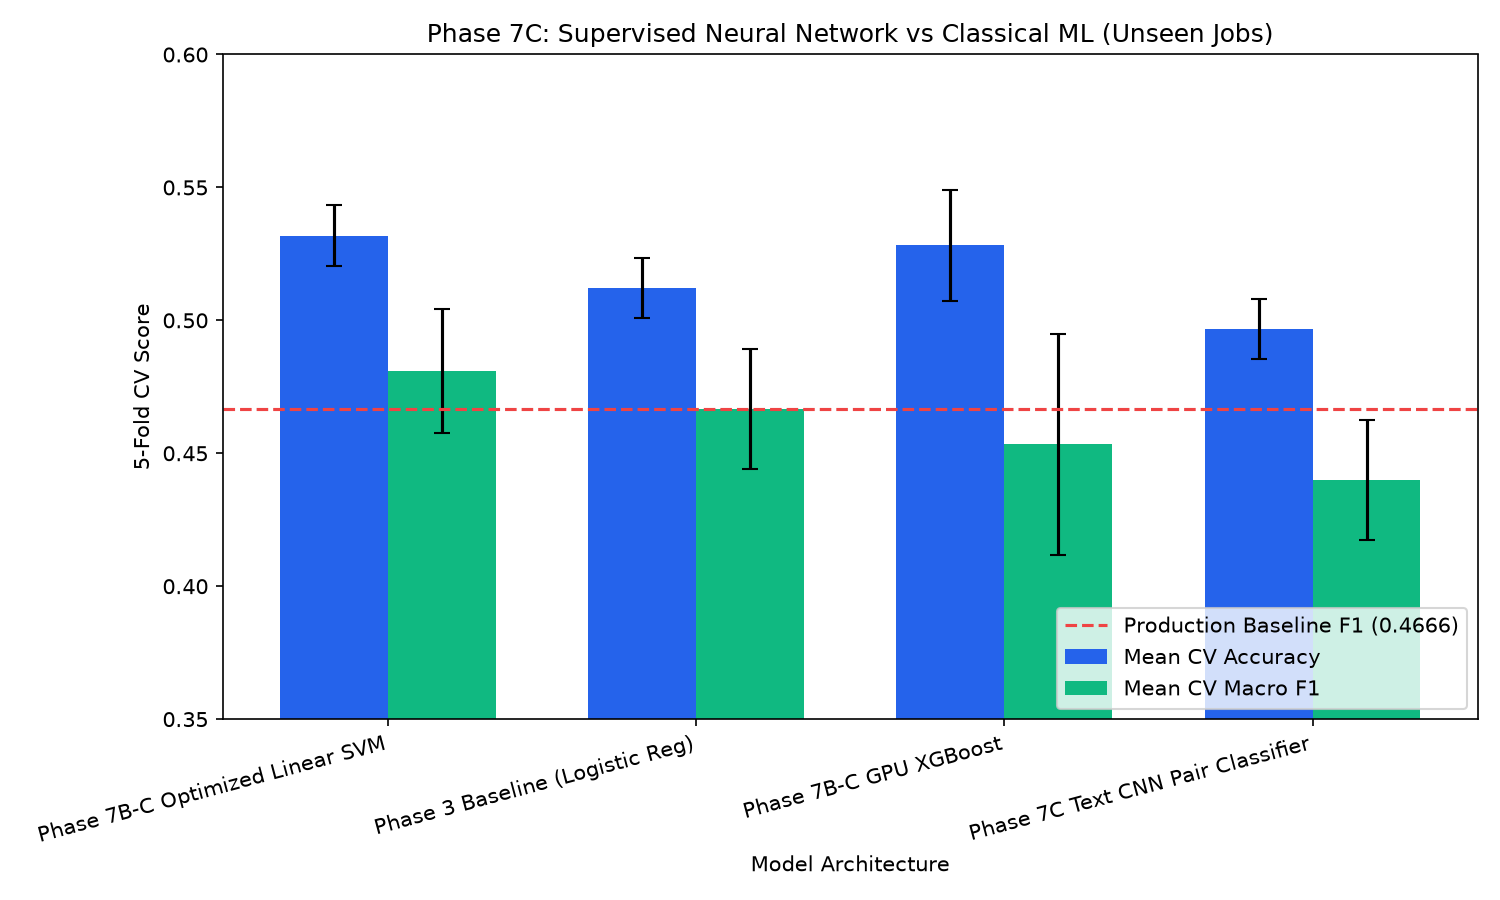 Phase 7C: Supervised Neural Network vs Classical ML (Unseen Jobs)
5-Fold CV Score
0.60
0.55
0.50
0.45
0.40
0.35
Production Baseline F1 (0.4666)
Mean CV Accuracy
Mean CV Macro F1
Phase 7B-C Optimized Linear SVM
Phase 3 Baseline (Logistic Reg)
Phase 7B-C GPU XGBoost
Phase 7C Text CNN Pair Classifier
Model Architecture